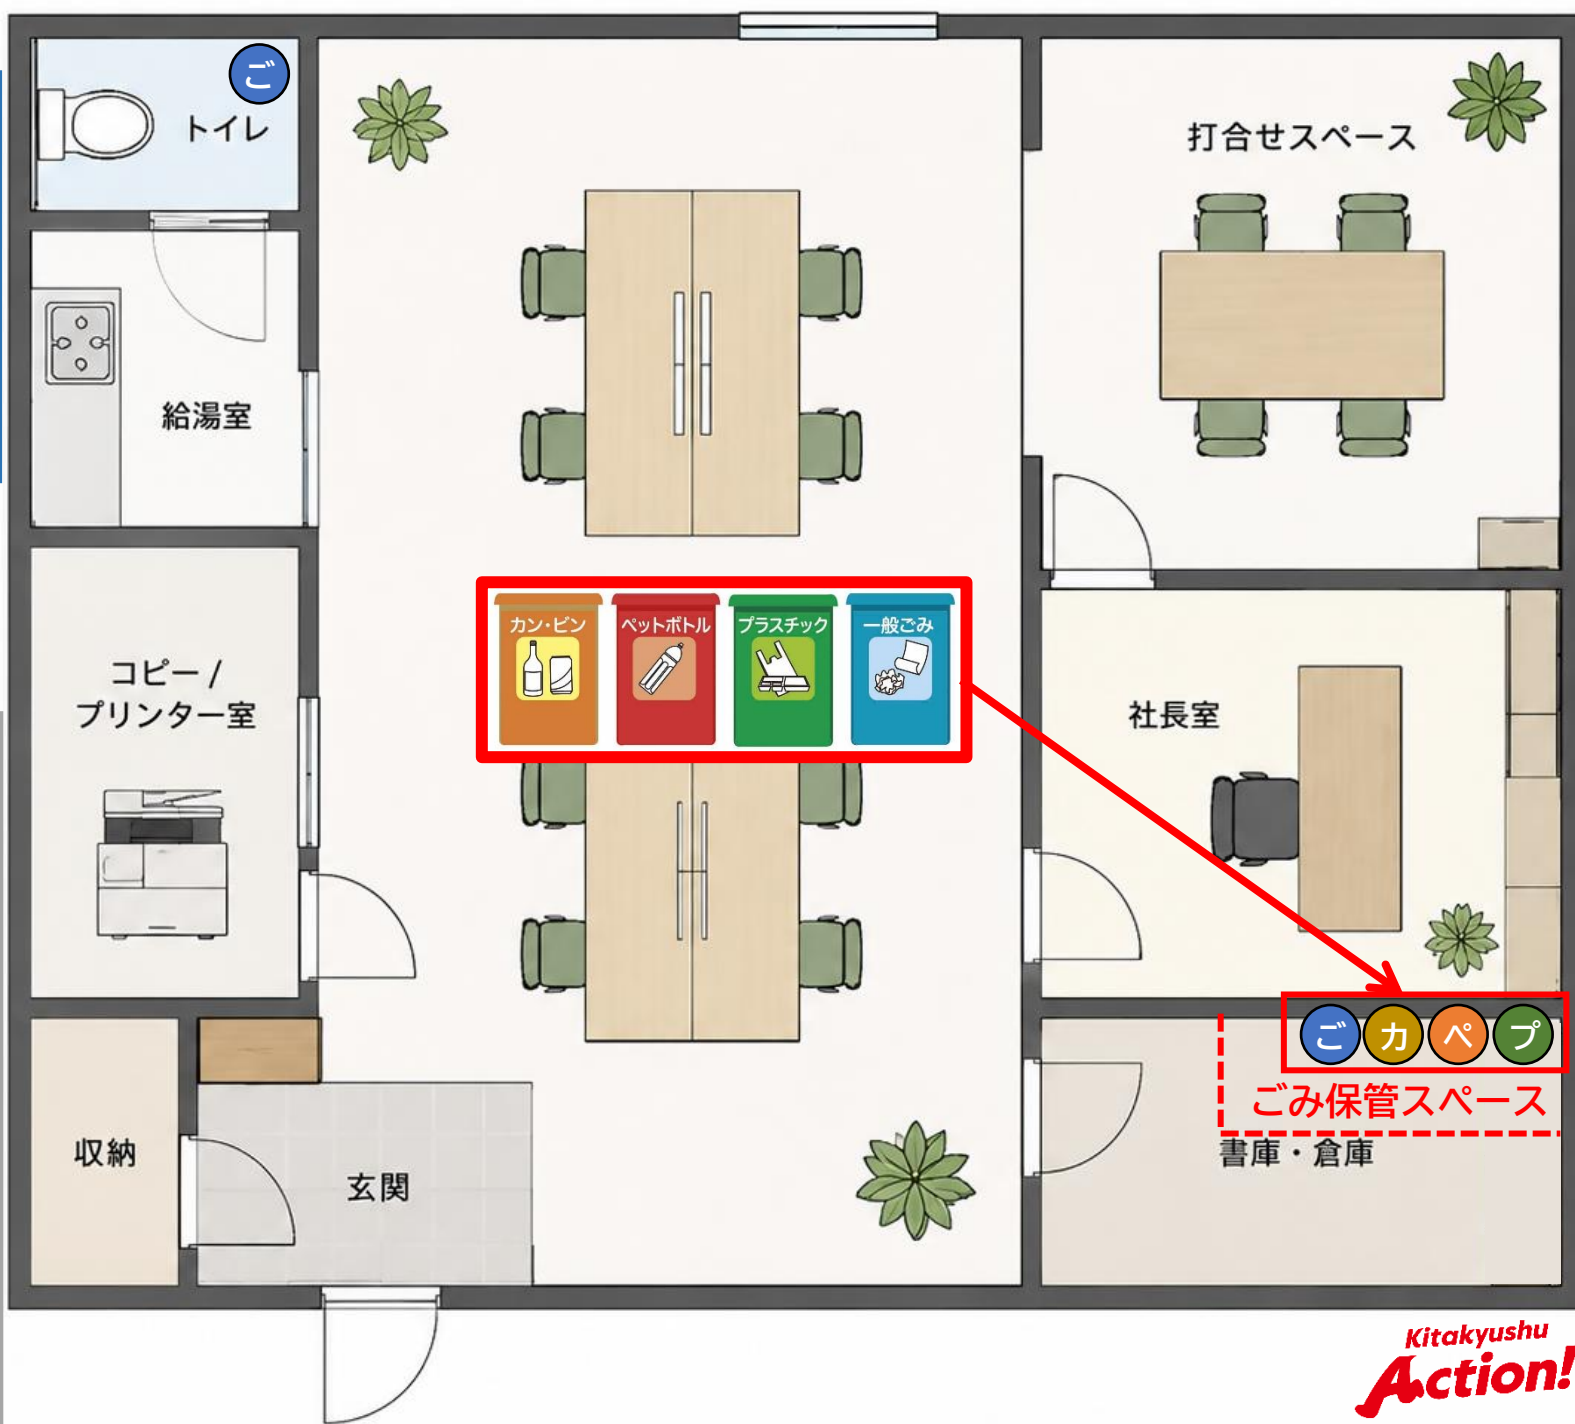 ご
トイレ
打合せスペース
給湯室
カン・ビン
ペットボトル
プラスチック
一般ごみ
コピー /
プリンター室
社長室
ご カ ペ プ
ごみ保管スペース
書庫・倉庫
収納
玄関
Kitakyushu
Action!